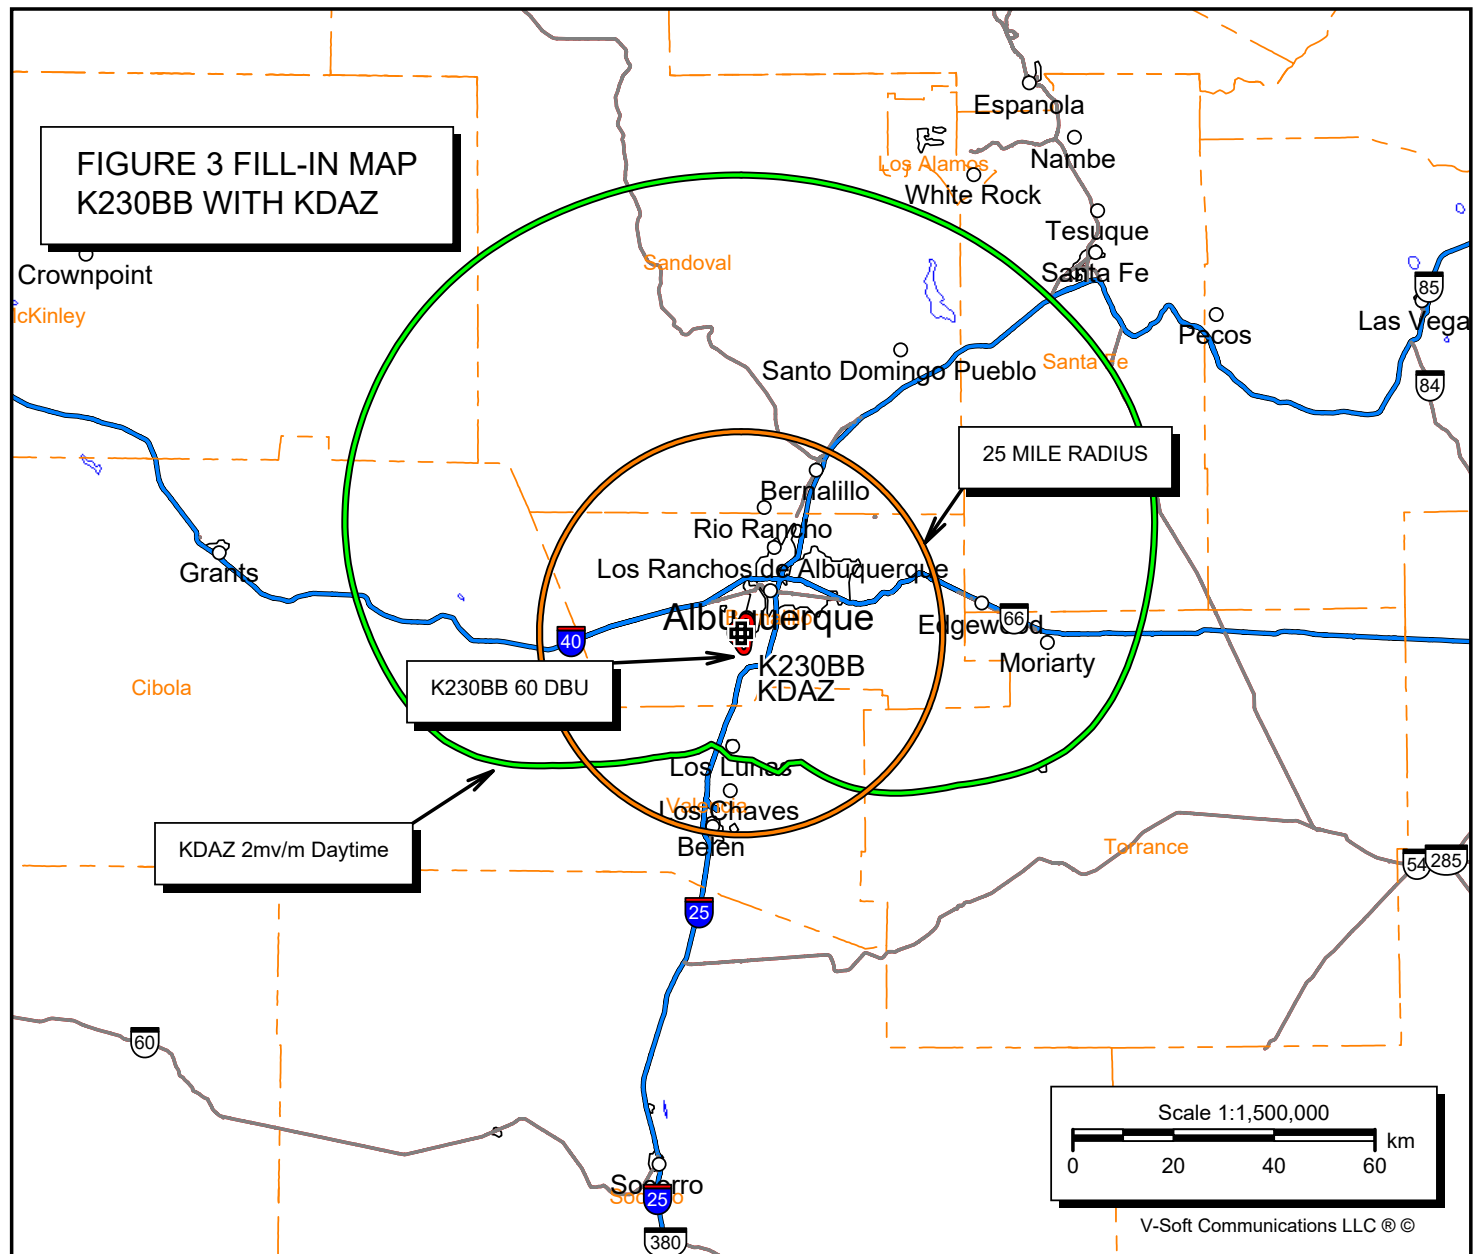 Espanola
Nambe
Los Alamos
White Rock
FIGURE 3 FILL-IN MAP
K230BB WITH KDAZ
Tesuque
Santa Fe
Crownpoint
Sandoval
cKinley
85
Las Vega
Pecos
Santa Fe
Santo Domingo Pueblo
84
25 MILE RADIUS
Bernalillo
Rio Rancho
Los Ranchos de Albuquerque
Grants
Albuquerque
Bernalillo
Edgewood
66
40
Moriarty
K230BB
KDAZ
K230BB 60 DBU
Cibola
Los Lunas
Valencia
Los Chaves
Belen
KDAZ 2mv/m Daytime
Torrance
54
285
25
60
Scale 1:1,500,000
km
0 20 40 60
Socorro
Socorro
25
380
V-Soft Communications LLC ® ©